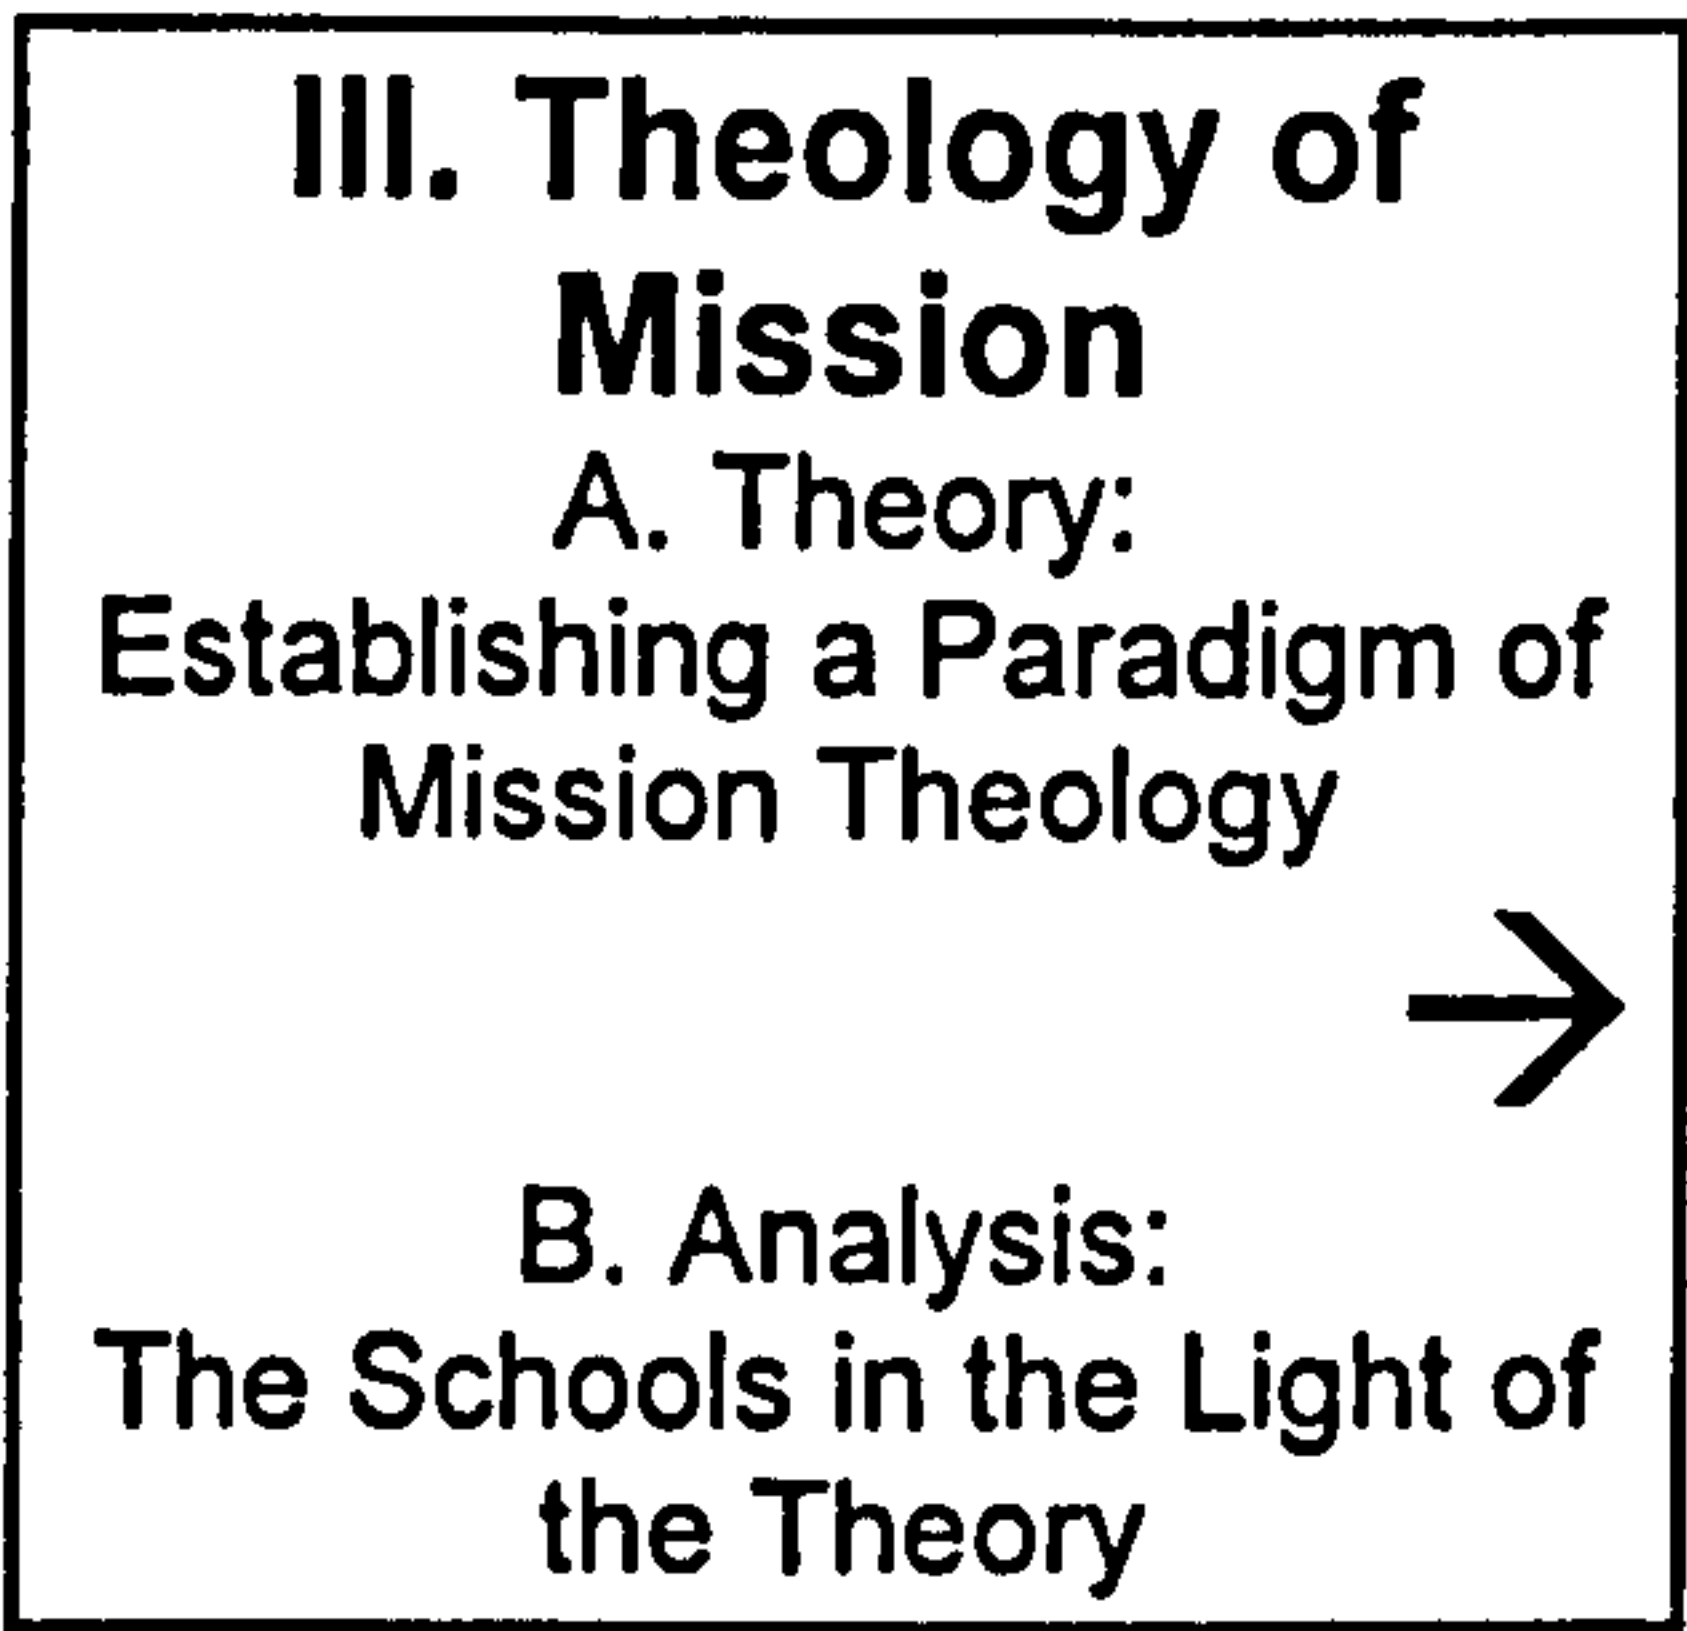 III. Theology of
Mission
A. Theory:
Establishing a Paradigm of
Mission Theology
→
B. Analysis:
The Schools in the Light of
the Theory